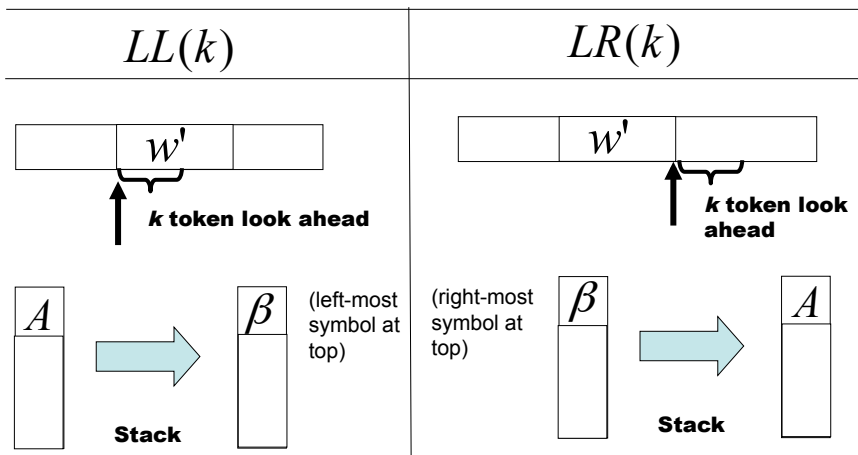 LL(k)
LR(k)
w'
k token look ahead
w'
k token look
ahead
A
β
(left-most
symbol at
top)
Stack
(right-most
symbol at
top)
β
A
Stack